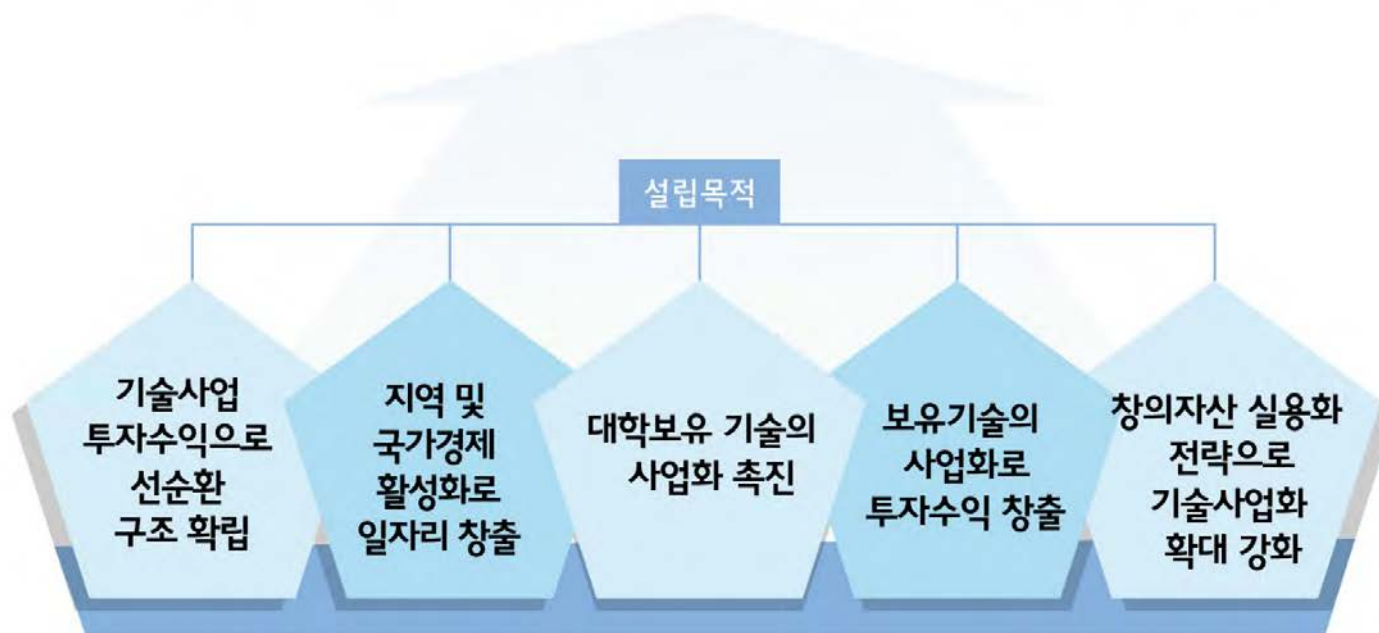 설립목적
기술사업
투자수익으로
선순환
구조 확립
지역 및
국가경제
활성화로
일자리 창출
대학보유 기술의
사업화 촉진
보유기술의
사업화로
투자수익 창출
창의자산 실용화
전략으로
기술사업화
확대 강화